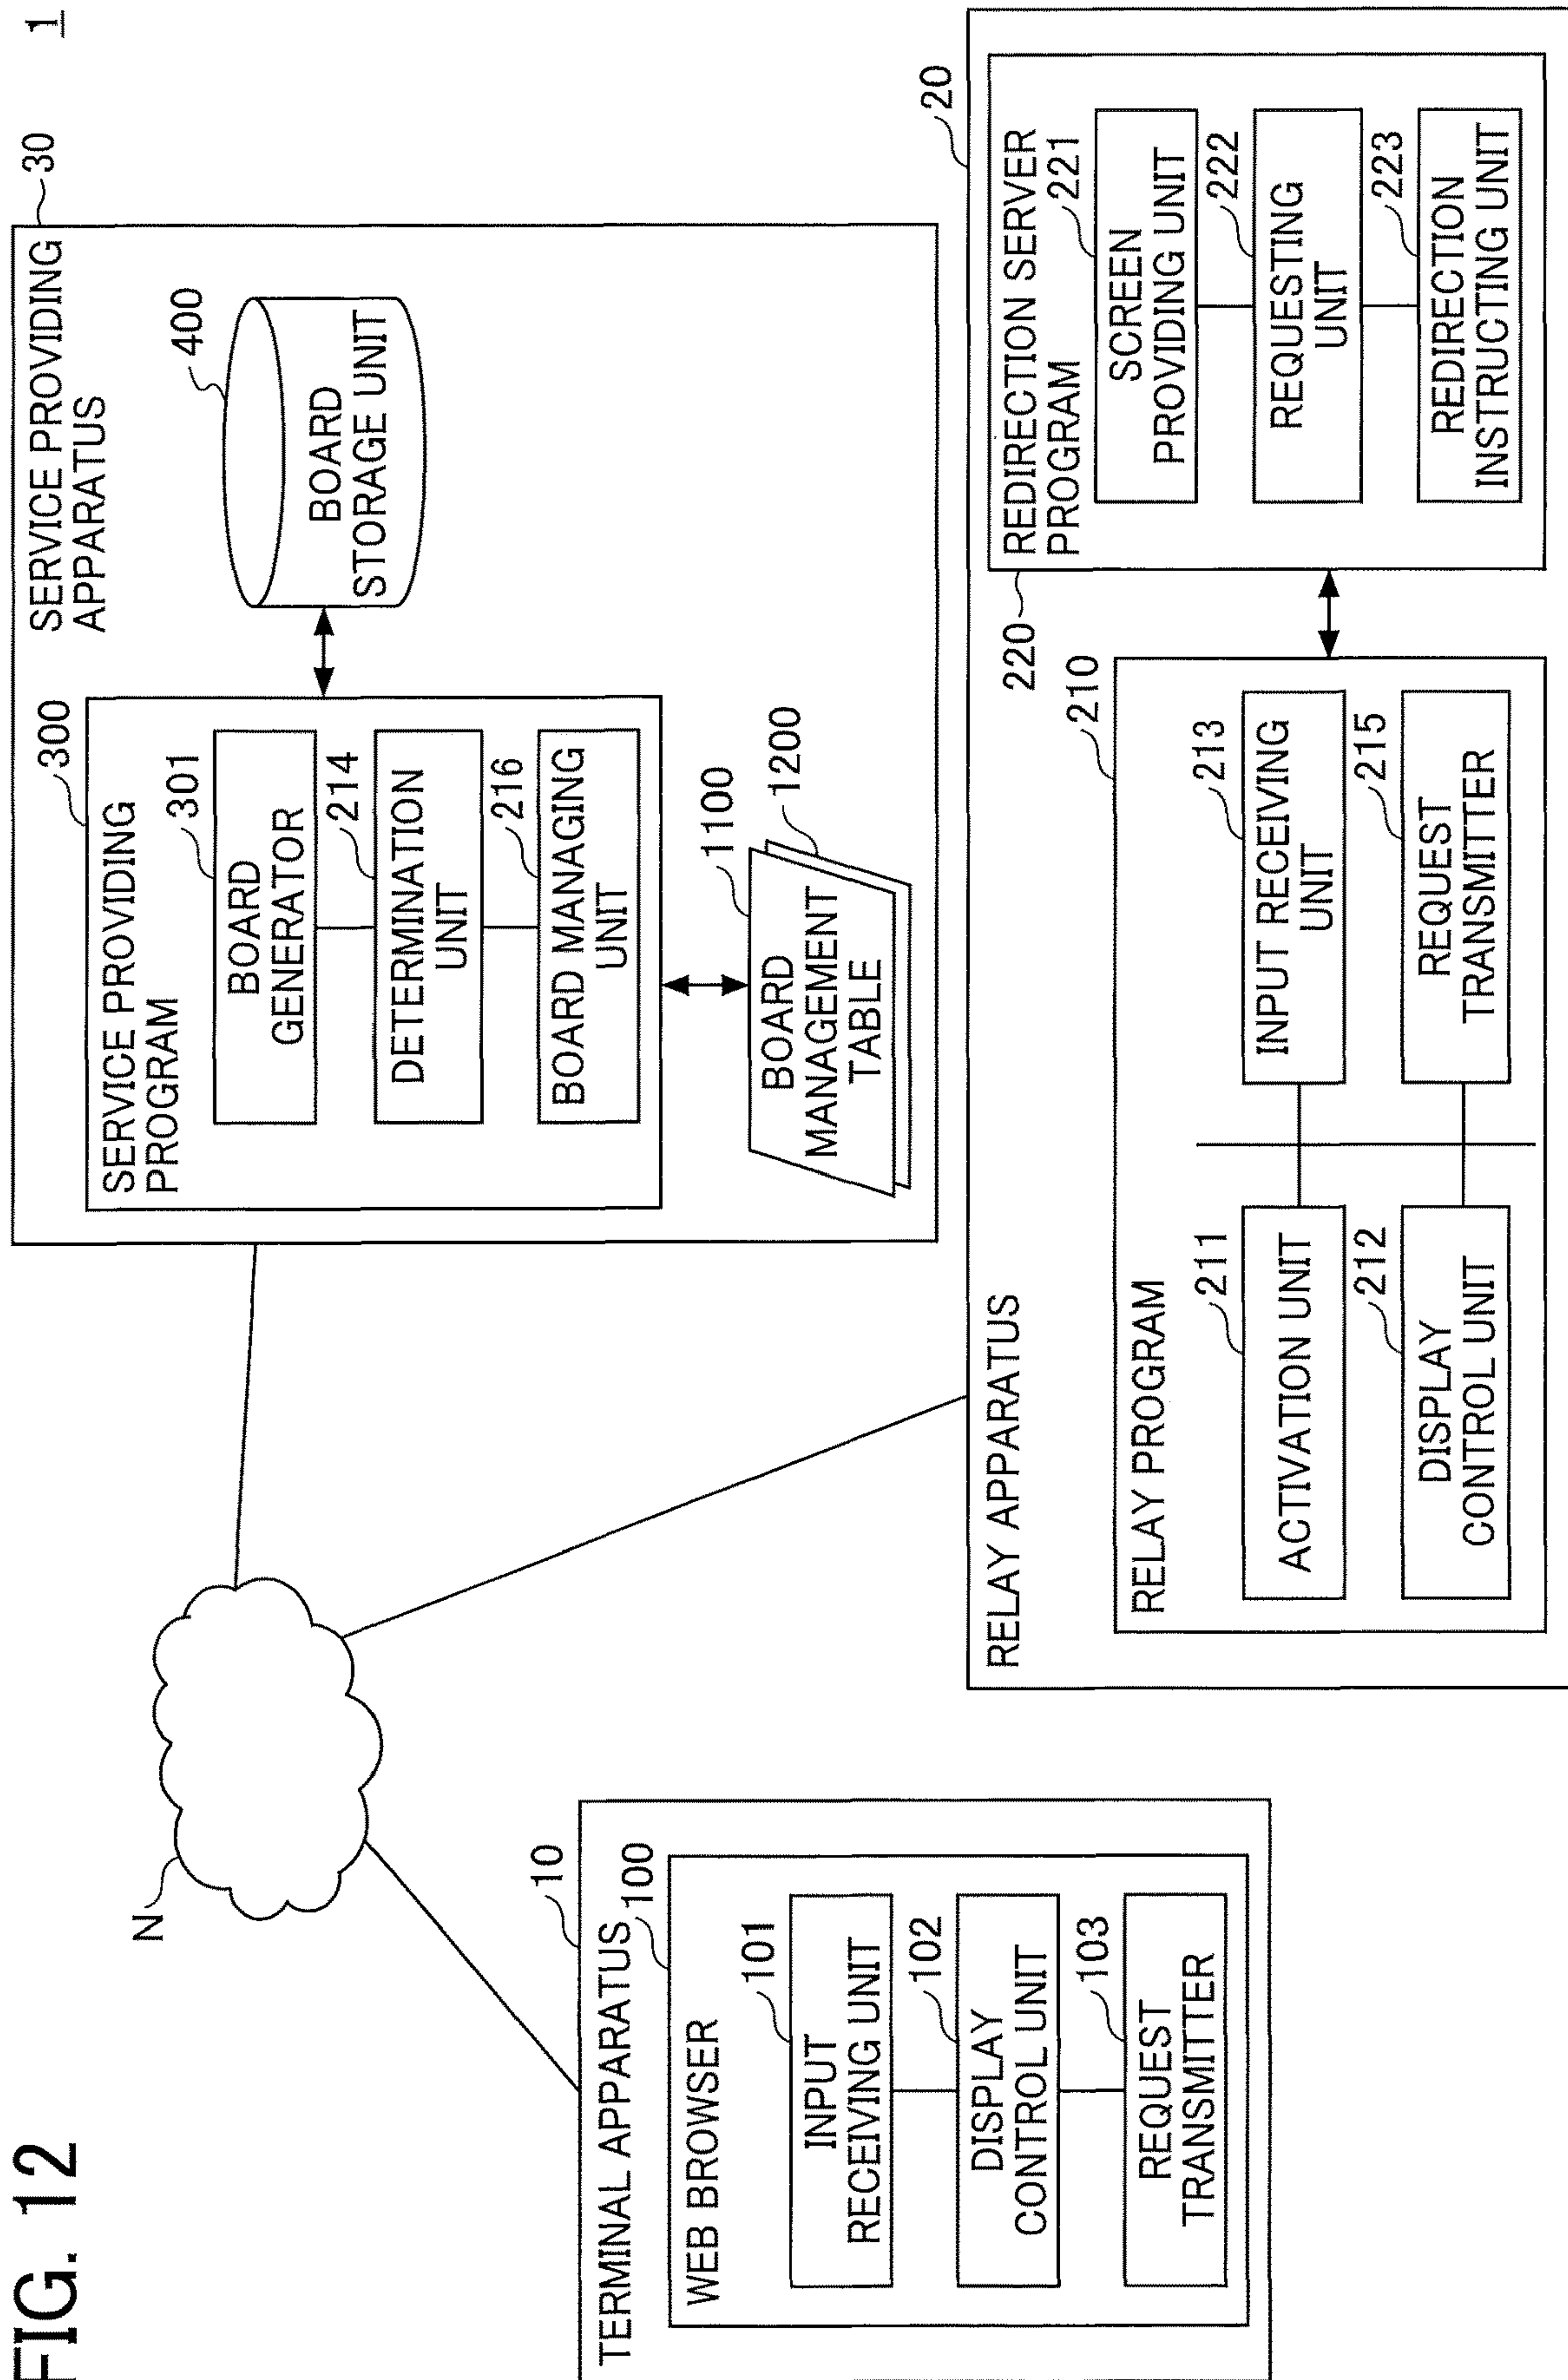 FIG. 12
1
N
10
TERMINAL APPARATUS
100
WEB BROWSER
101
INPUT
RECEIVING UNIT
102
DISPLAY
CONTROL UNIT
103
REQUEST
TRANSMITTER
30
SERVICE PROVIDING
APPARATUS
300
SERVICE PROVIDING
PROGRAM
301
BOARD
GENERATOR
214
DETERMINATION
UNIT
216
BOARD MANAGING
UNIT
400
BOARD
STORAGE UNIT
1100
1200
BOARD
MANAGEMENT
TABLE
20
RELAY APPARATUS
210
RELAY PROGRAM
211
ACTIVATION UNIT
212
DISPLAY
CONTROL UNIT
213
INPUT RECEIVING
UNIT
215
REQUEST
TRANSMITTER
220
REDIRECTION SERVER
PROGRAM
221
SCREEN
PROVIDING UNIT
222
REQUESTING
UNIT
223
REDIRECTION
INSTRUCTING UNIT